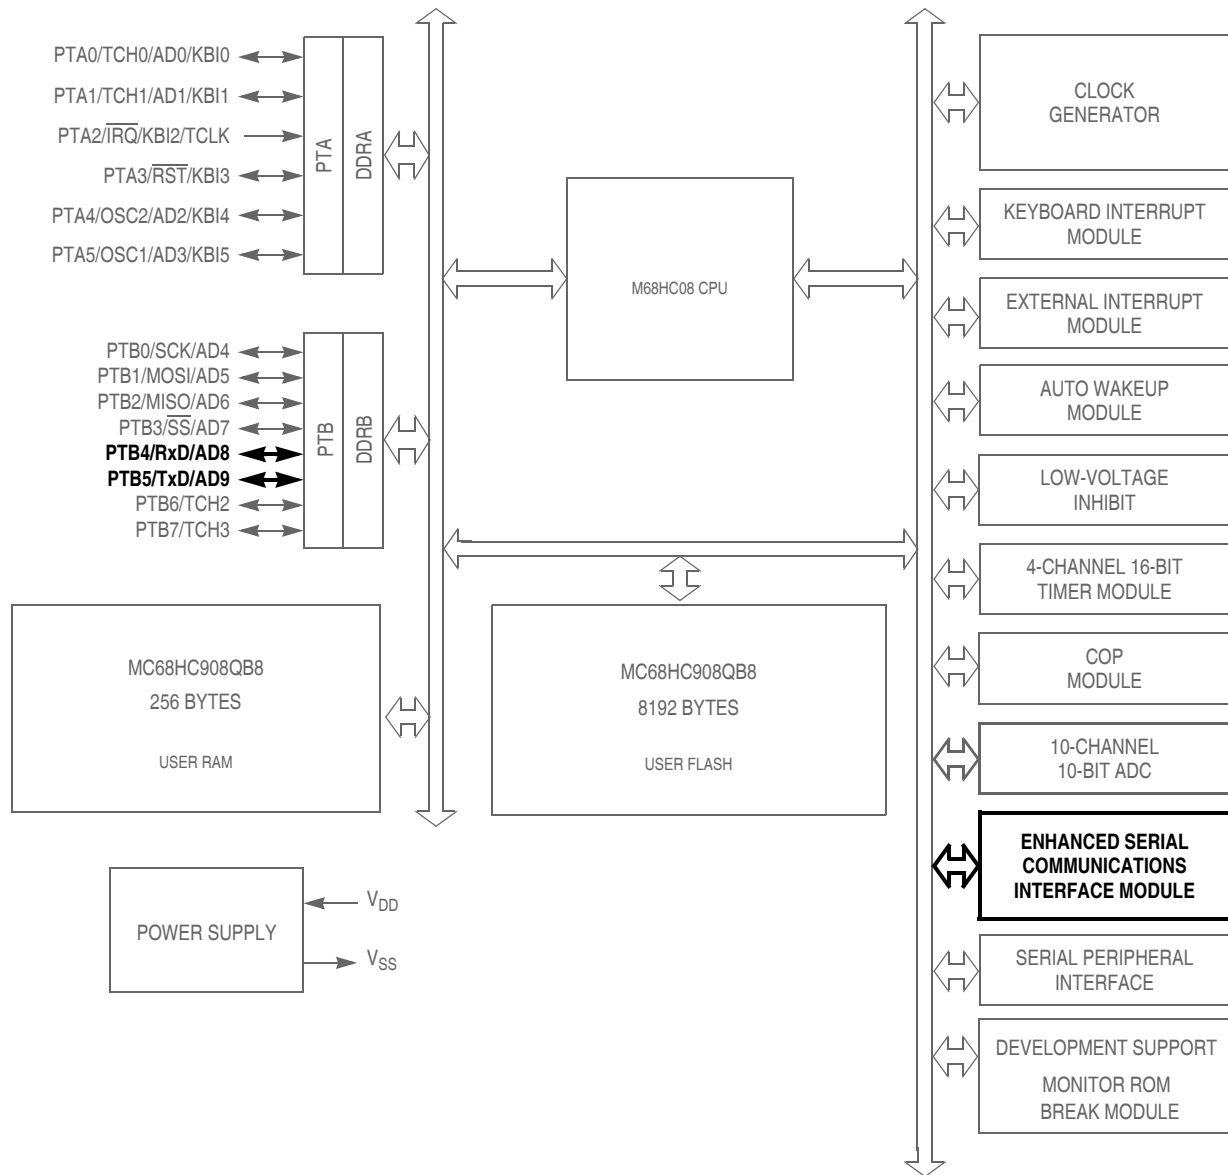 PTA0/TCH0/AD0/KBI0
PTA1/TCH1/AD1/KBI1
PTA2/IRQ/KBI2/TCLK
PTA3/RST/KBI3
PTA4/OSC2/AD2/KBI4
PTA5/OSC1/AD3/KBI5
PTA
DDRA
PTB0/SCK/AD4
PTB1/MOSI/AD5
PTB2/MISO/AD6
PTB3/SS/AD7
PTB4/RxD/AD8
PTB5/TxD/AD9
PTB6/TCH2
PTB7/TCH3
PTB
DDRB
M68HC08 CPU
MC68HC908QB8
256 BYTES
USER RAM
MC68HC908QB8
8192 BYTES
USER FLASH
POWER SUPPLY
VDD
VSS
CLOCK
GENERATOR
KEYBOARD INTERRUPT
MODULE
EXTERNAL INTERRUPT
MODULE
AUTO WAKEUP
MODULE
LOW-VOLTAGE
INHIBIT
4-CHANNEL 16-BIT
TIMER MODULE
COP
MODULE
10-CHANNEL
10-BIT ADC
ENHANCED SERIAL
COMMUNICATIONS
INTERFACE MODULE
SERIAL PERIPHERAL
INTERFACE
DEVELOPMENT SUPPORT
MONITOR ROM
BREAK MODULE